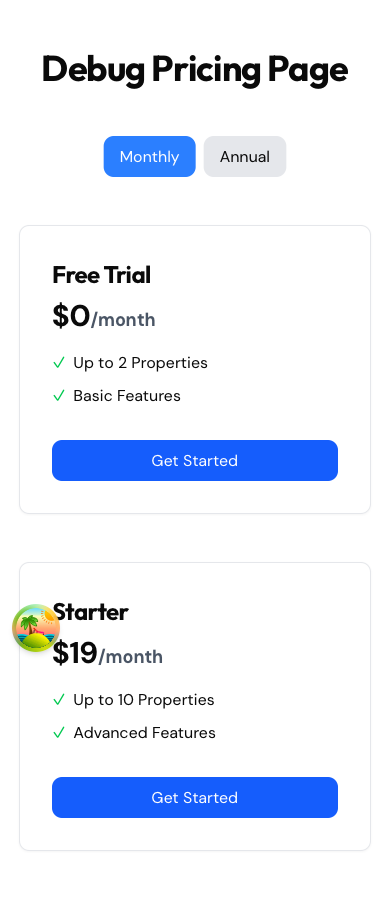 Debug Pricing Page
Monthly Annual
Free Trial
$0/month
✓ Up to 2 Properties
✓ Basic Features
Get Started
Starter
$19/month
✓ Up to 10 Properties
✓ Advanced Features
Get Started